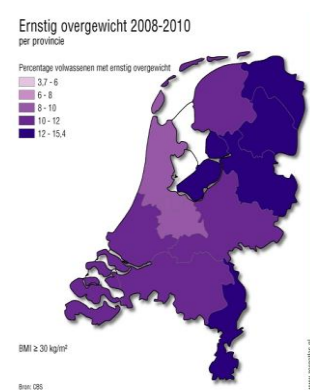 Ernstig overgewicht 2008-2010
per provincie
Percentage volwassenen met ernstig overgewicht
3,7 - 6
6 - 8
8 - 10
10 - 12
12 - 15,4
BMI ≥ 30 kg/m²
Bron: CBS